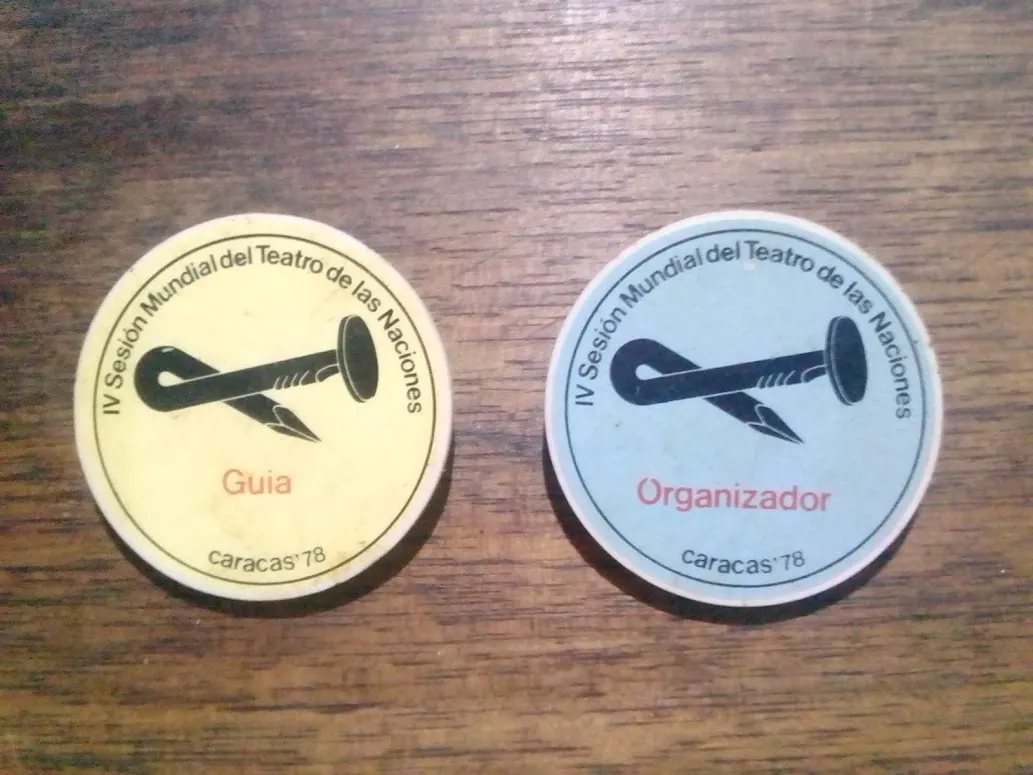 IV Sesión Mundial del Teatro de las Naciones
Guia
caracas'78
IV Sesión Mundial del Teatro de las Naciones
Organizador
caracas'78